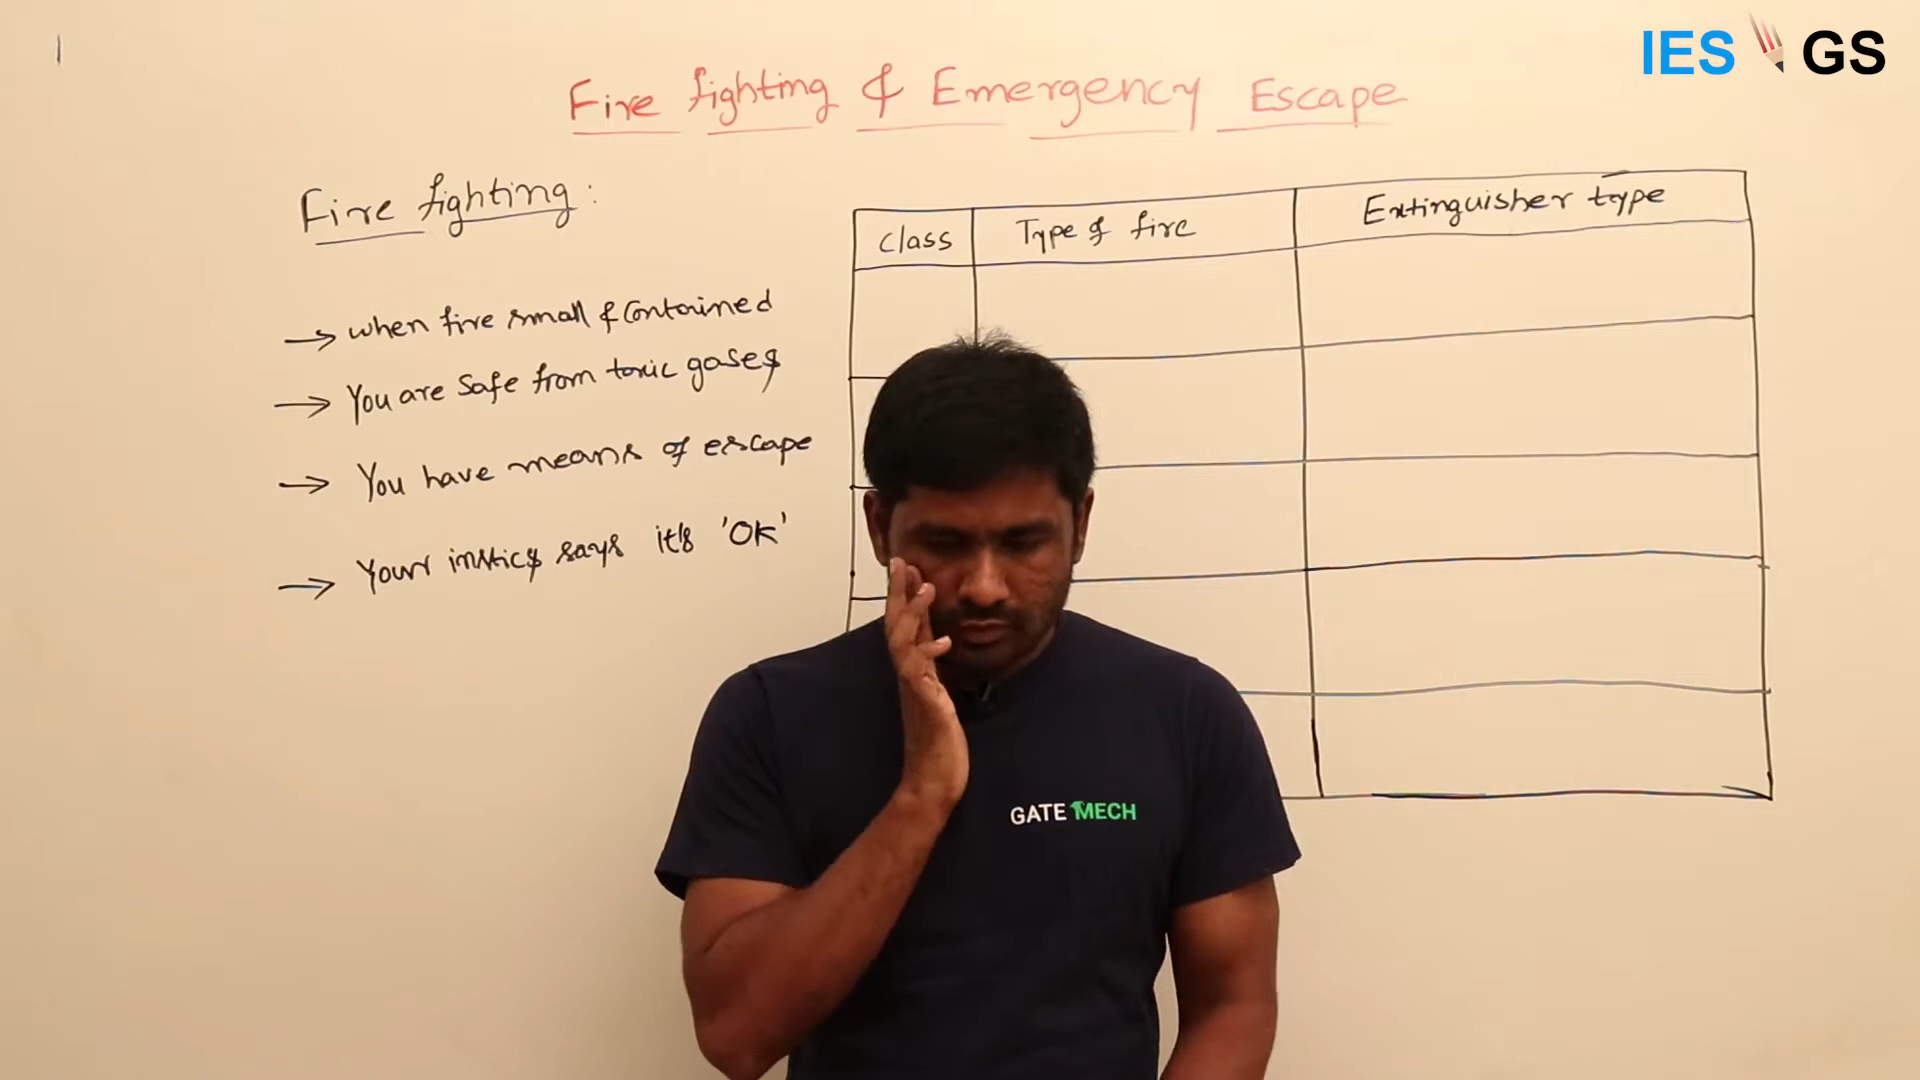 IES GS
Fire fighting & Emergency Escape
Fire fighting :
→ when fire small & Contained
→ You are safe from toxic gases
→ You have means of escape
→ Your instics says it's 'OK'
Class Type of fire Extinguisher type
GATE MECH